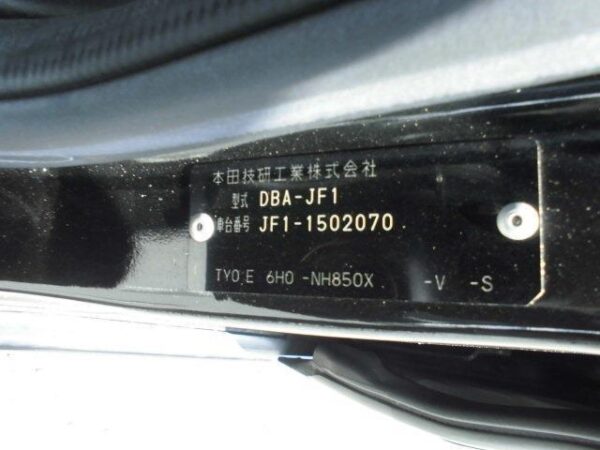 本田技研工業株式会社
型式 DBA-JF1
車台番号 JF1-1502070
TYO E 6HO -NH850X -V -S